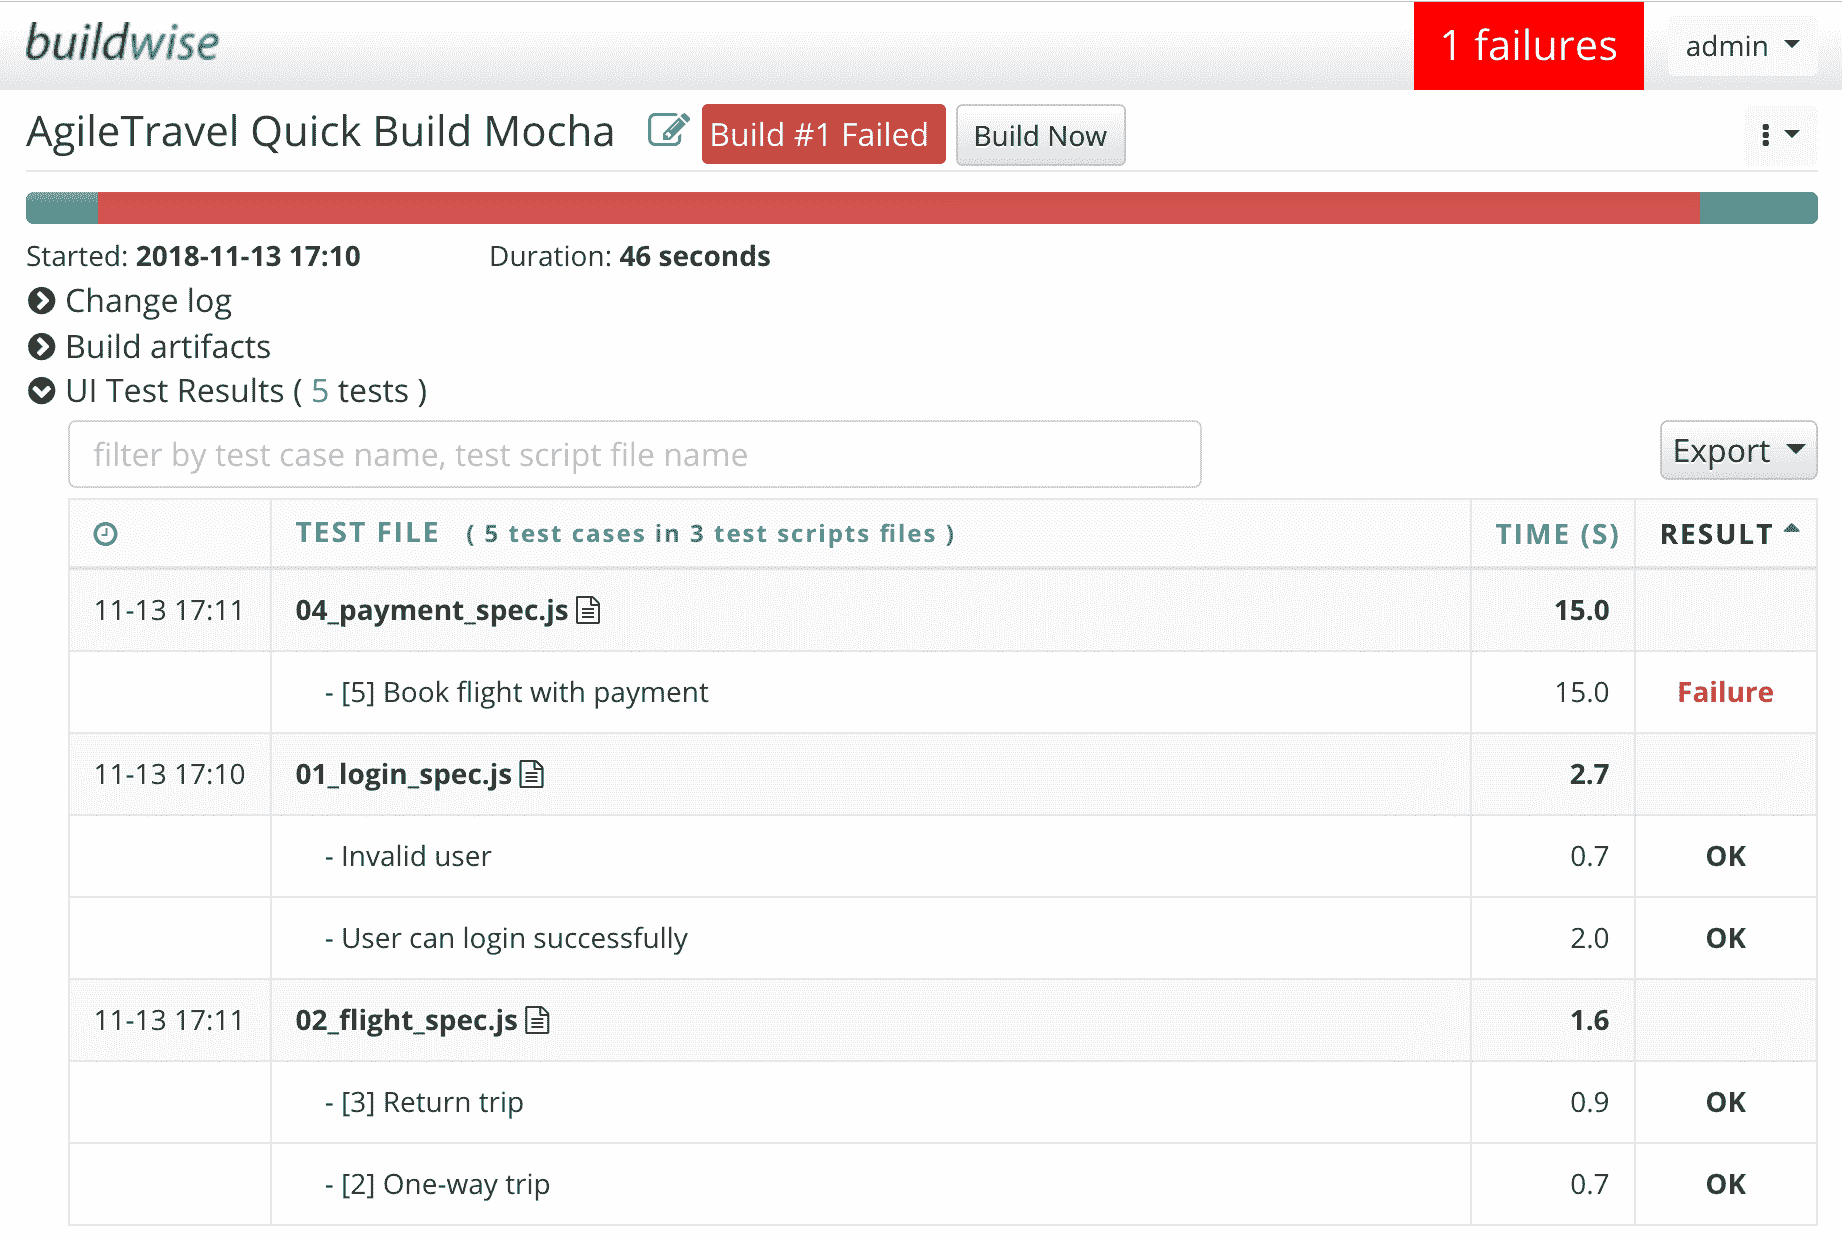 buildwise 1 failures admin
AgileTravel Quick Build Mocha Build #1 Failed Build Now
Started: 2018-11-13 17:10 Duration: 46 seconds
Change log
Build artifacts
UI Test Results ( 5 tests )
filter by test case name, test script file name Export
TEST FILE ( 5 test cases in 3 test scripts files ) TIME (S) RESULT
11-13 17:11 04_payment_spec.js 15.0
- [5] Book flight with payment 15.0 Failure
11-13 17:10 01_login_spec.js 2.7
- Invalid user 0.7 OK
- User can login successfully 2.0 OK
11-13 17:11 02_flight_spec.js 1.6
- [3] Return trip 0.9 OK
- [2] One-way trip 0.7 OK